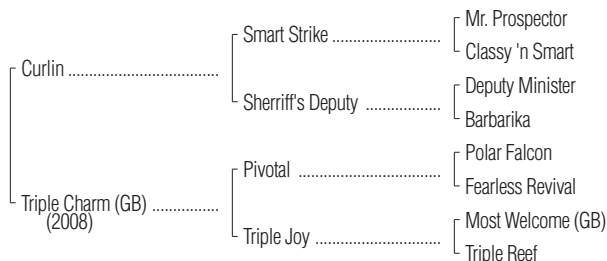 Mr. Prospector
Smart Strike ........................
Classy 'n Smart
Curlin .................................
Deputy Minister
Sherriff's Deputy ................
Barbarika
Polar Falcon
Pivotal ................................
Fearless Revival
Triple Charm (GB) ...............
(2008)
Most Welcome (GB)
Triple Joy ............................
Triple Reef